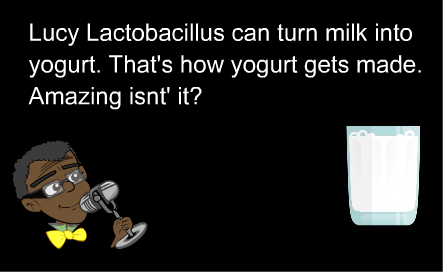 Lucy Lactobacillus can turn milk into
yogurt. That's how yogurt gets made.
Amazing isnt' it?